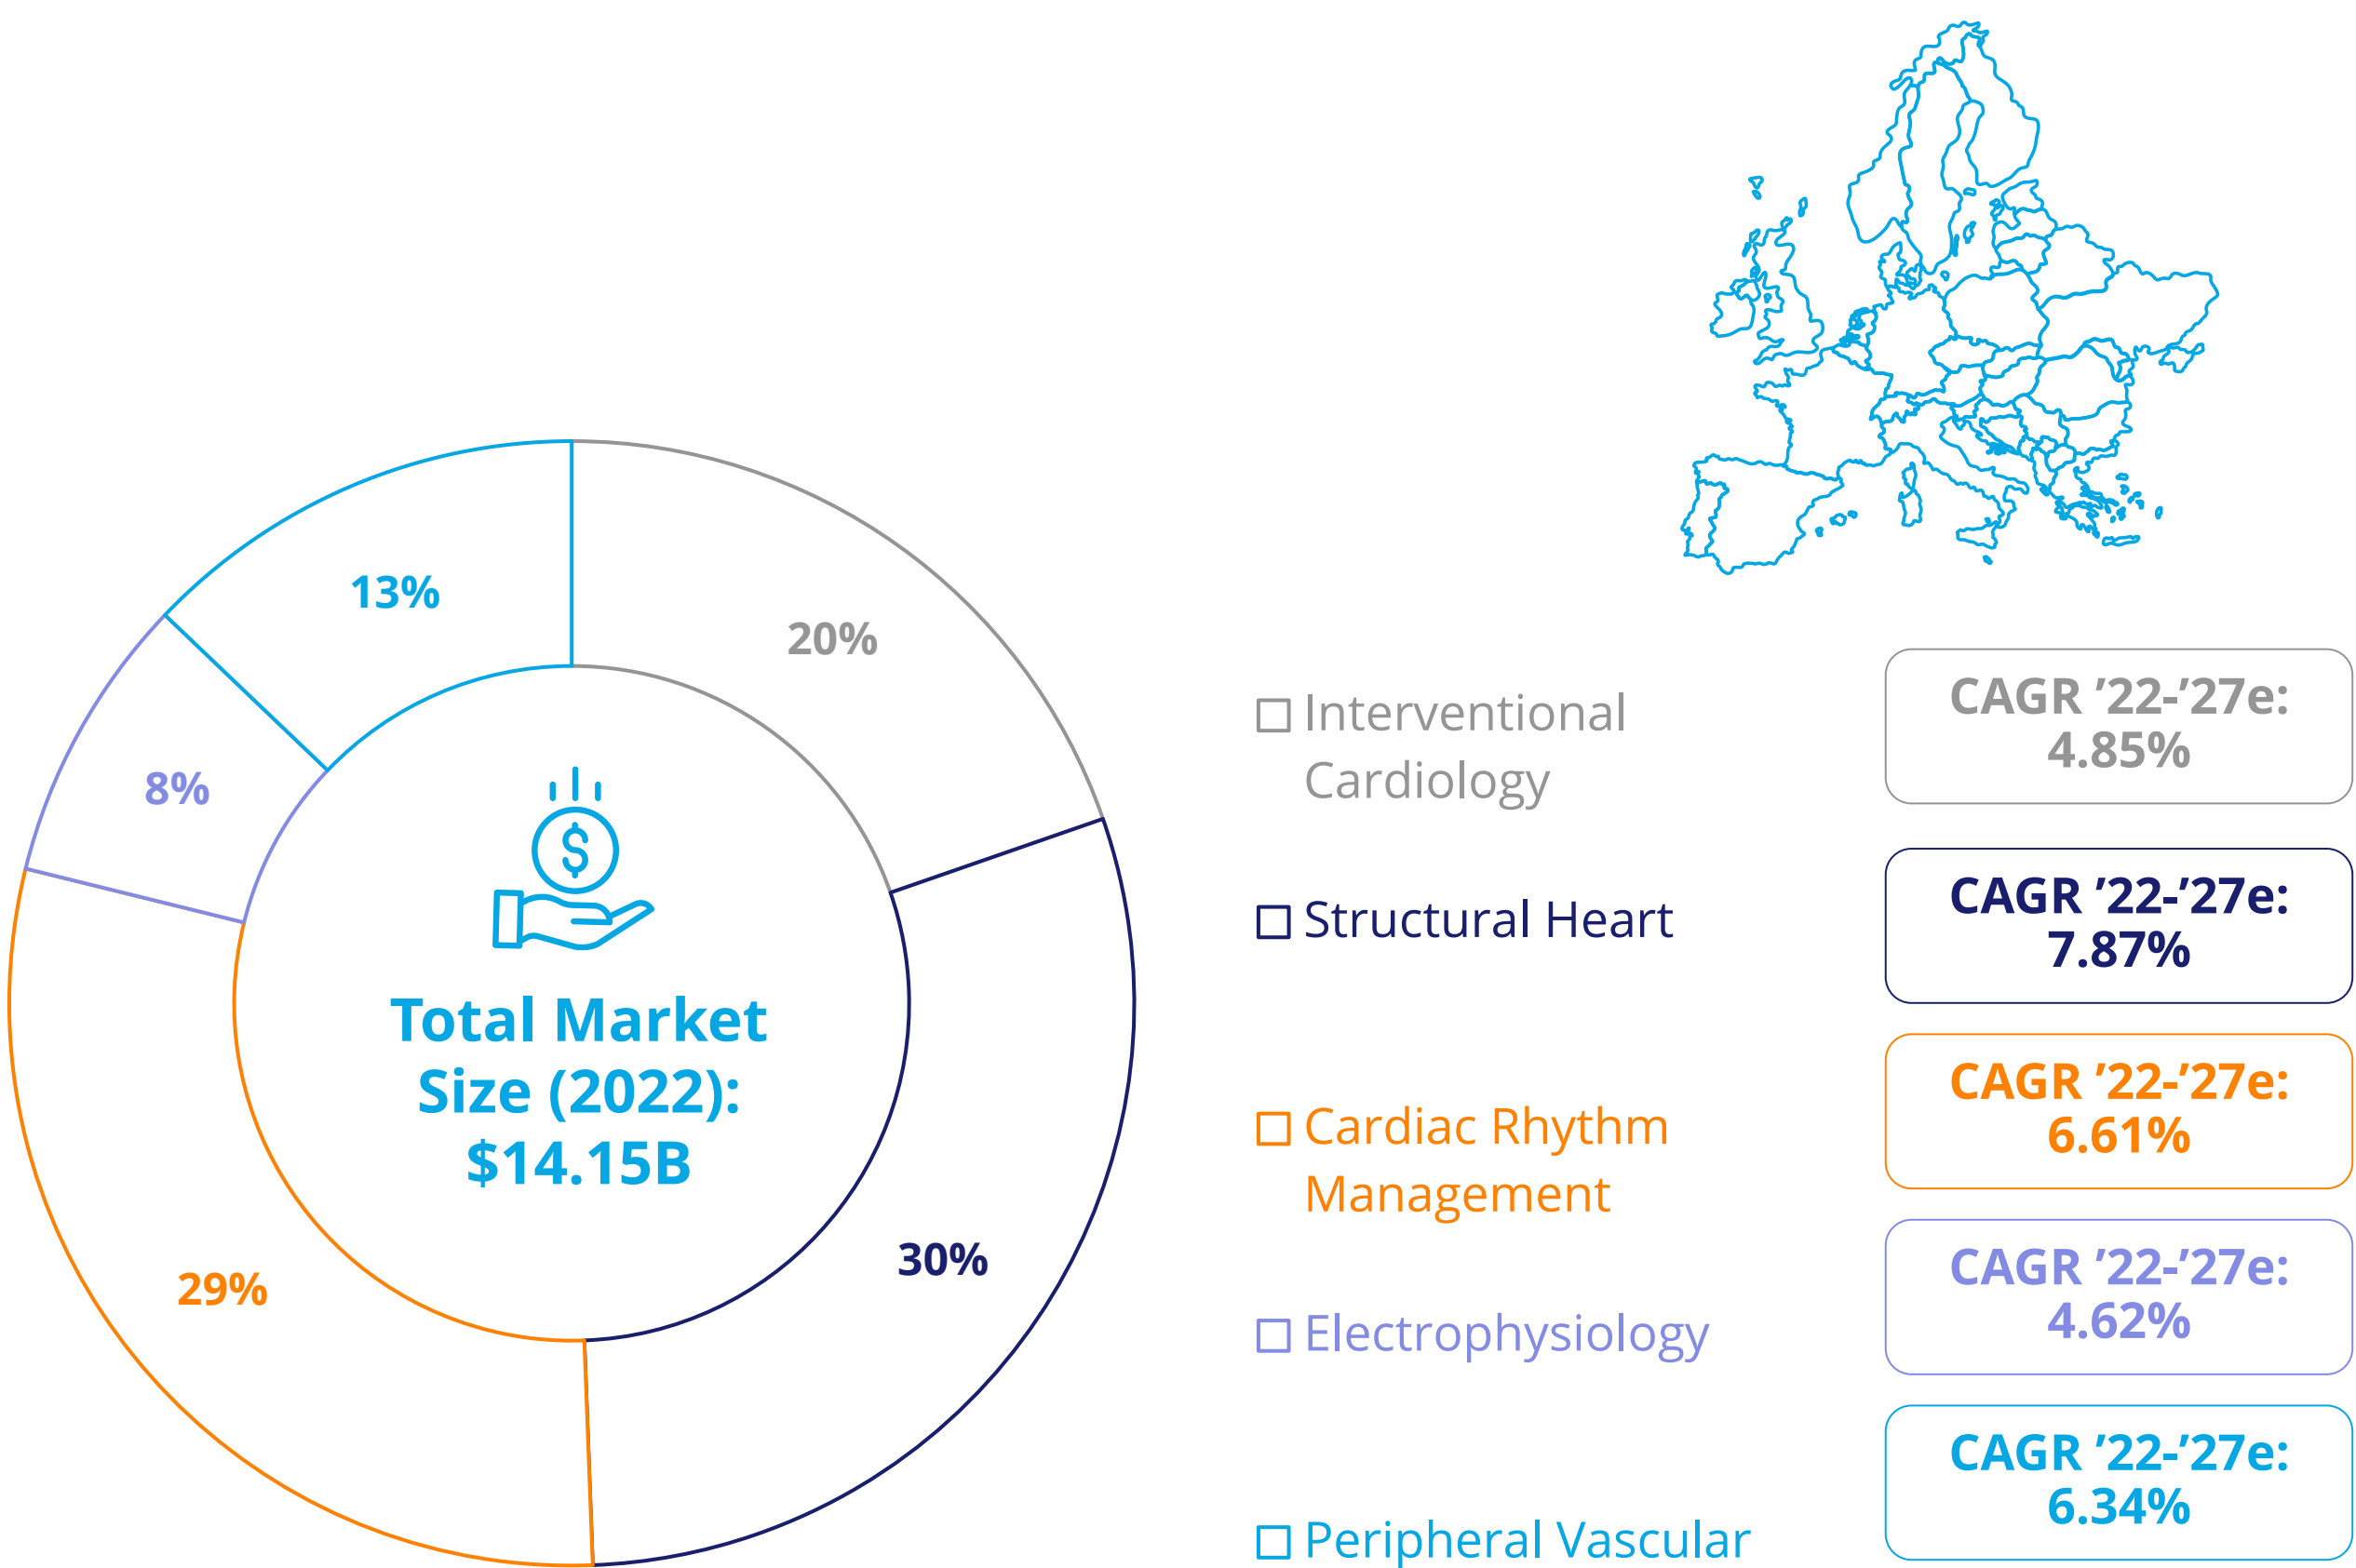 13%
20%
8%
29%
30%
$
Total Market
Size (2022):
$14.15B
Interventional
Cardiology
CAGR ’22-’27e:
4.85%
Structural Heart
CAGR ’22-’27e:
7.87%
Cardiac Rhythm
Management
CAGR ’22-’27e:
6.61%
Electrophysiology
CAGR ’22-’27e:
4.62%
Peripheral Vascular
CAGR ’22-’27e:
6.34%